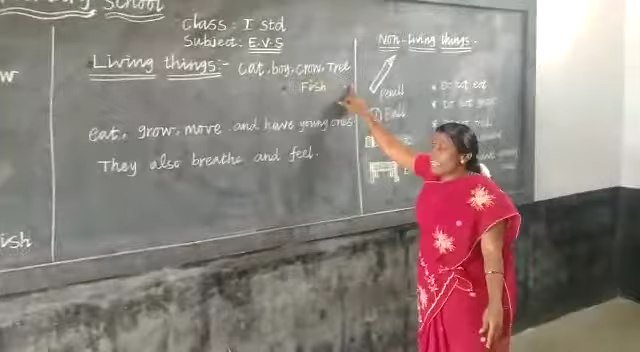 School
Class : I std
Subject: E.V.S
Living things:- Cat, boy, Crow, Tree
Fish
eat, grow, move and have young ones
They also breathe and feel.
Non-living things.
Pencil
Ball
Do not eat
Do not grow